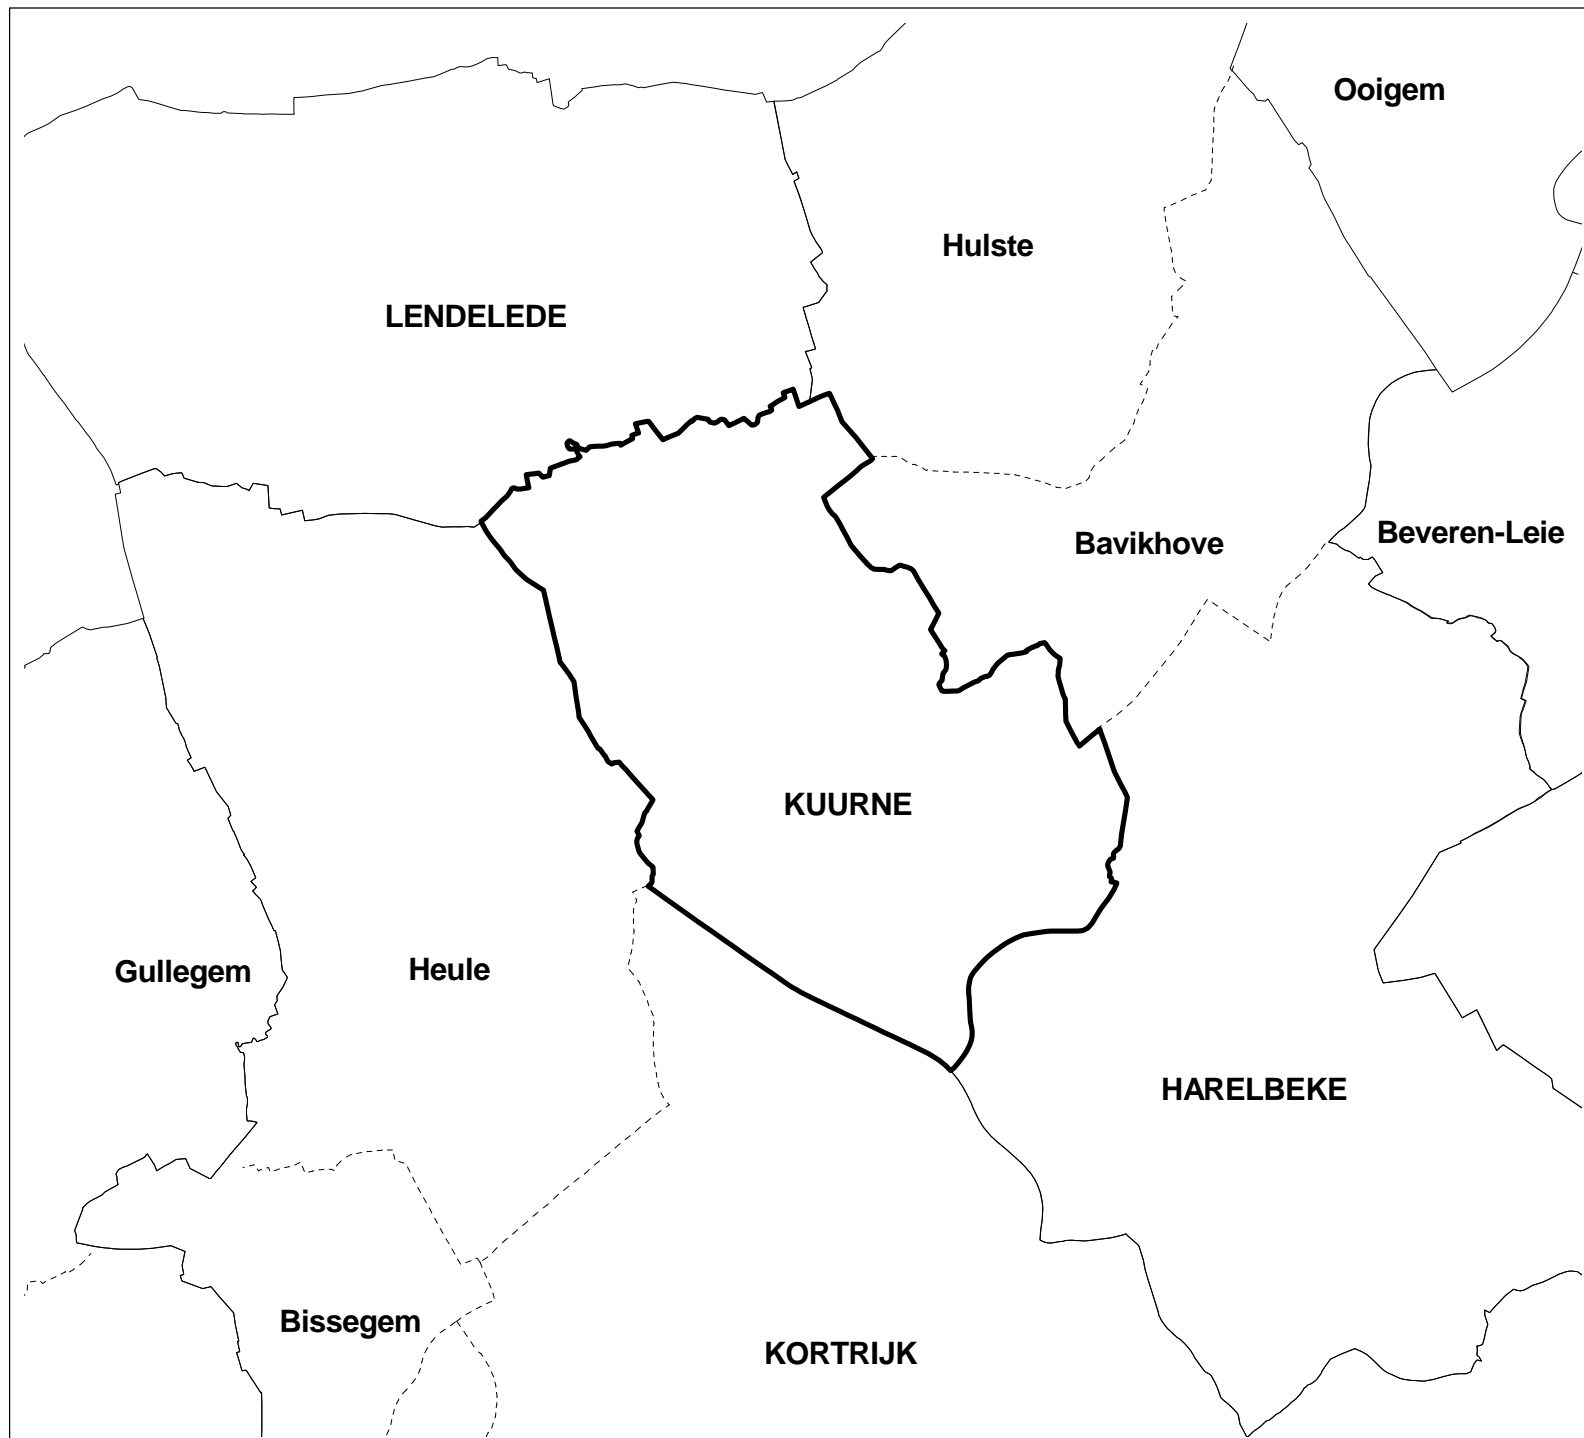 Ooigem
Hulste
LENDELEDE
Beveren-Leie
Bavikhove
KUURNE
Gullegem
Heule
HARELBEKE
Bissegem
KORTRIJK